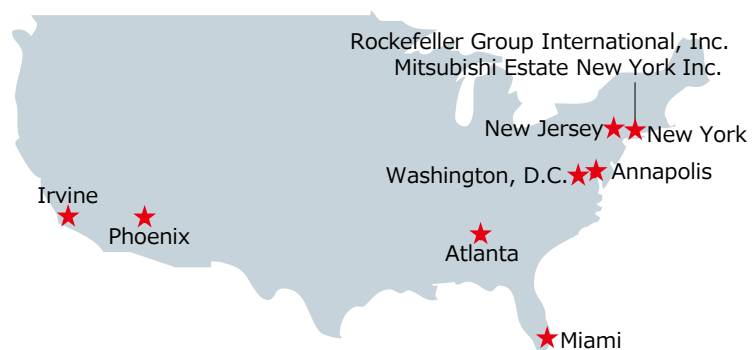 Rockefeller Group International, Inc.
Mitsubishi Estate New York Inc.
New Jersey
New York
Washington, D.C.
Annapolis
Irvine
Phoenix
Atlanta
Miami